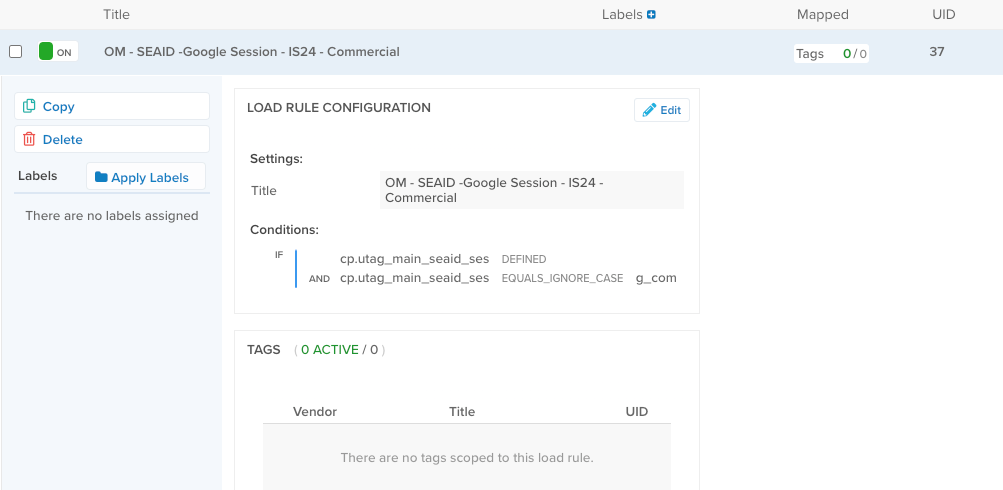 Title Labels Mapped UID
ON OM - SEAID -Google Session - IS24 - Commercial Tags 0/0 37
Copy
Delete
Labels Apply Labels
There are no labels assigned
LOAD RULE CONFIGURATION Edit
Settings:
Title OM - SEAID -Google Session - IS24 -
Commercial
Conditions:
IF cp.utag_main_seaid_ses DEFINED
AND cp.utag_main_seaid_ses EQUALS_IGNORE_CASE g_com
TAGS ( 0 ACTIVE / 0 )
Vendor Title UID
There are no tags scoped to this load rule.